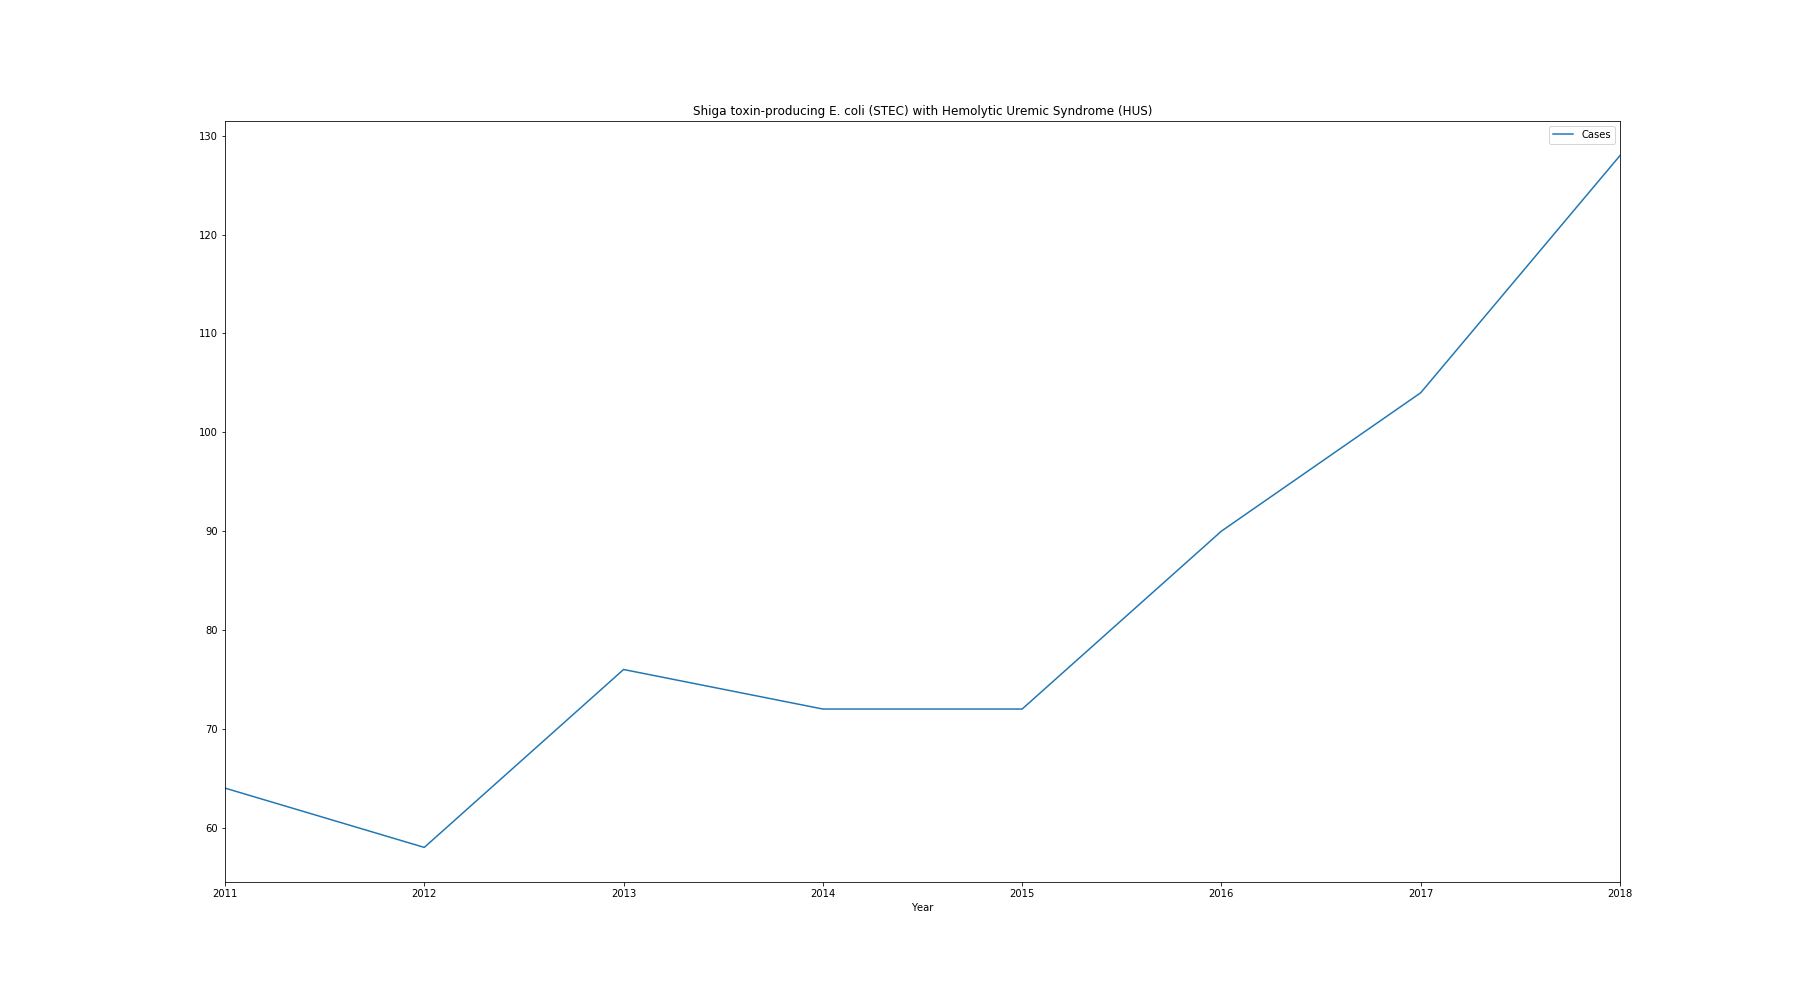 Shiga toxin-producing E. coli (STEC) with Hemolytic Uremic Syndrome (HUS)
Cases
130
120
110
100
90
80
70
60
2011 2012 2013 2014 2015 2016 2017 2018
Year